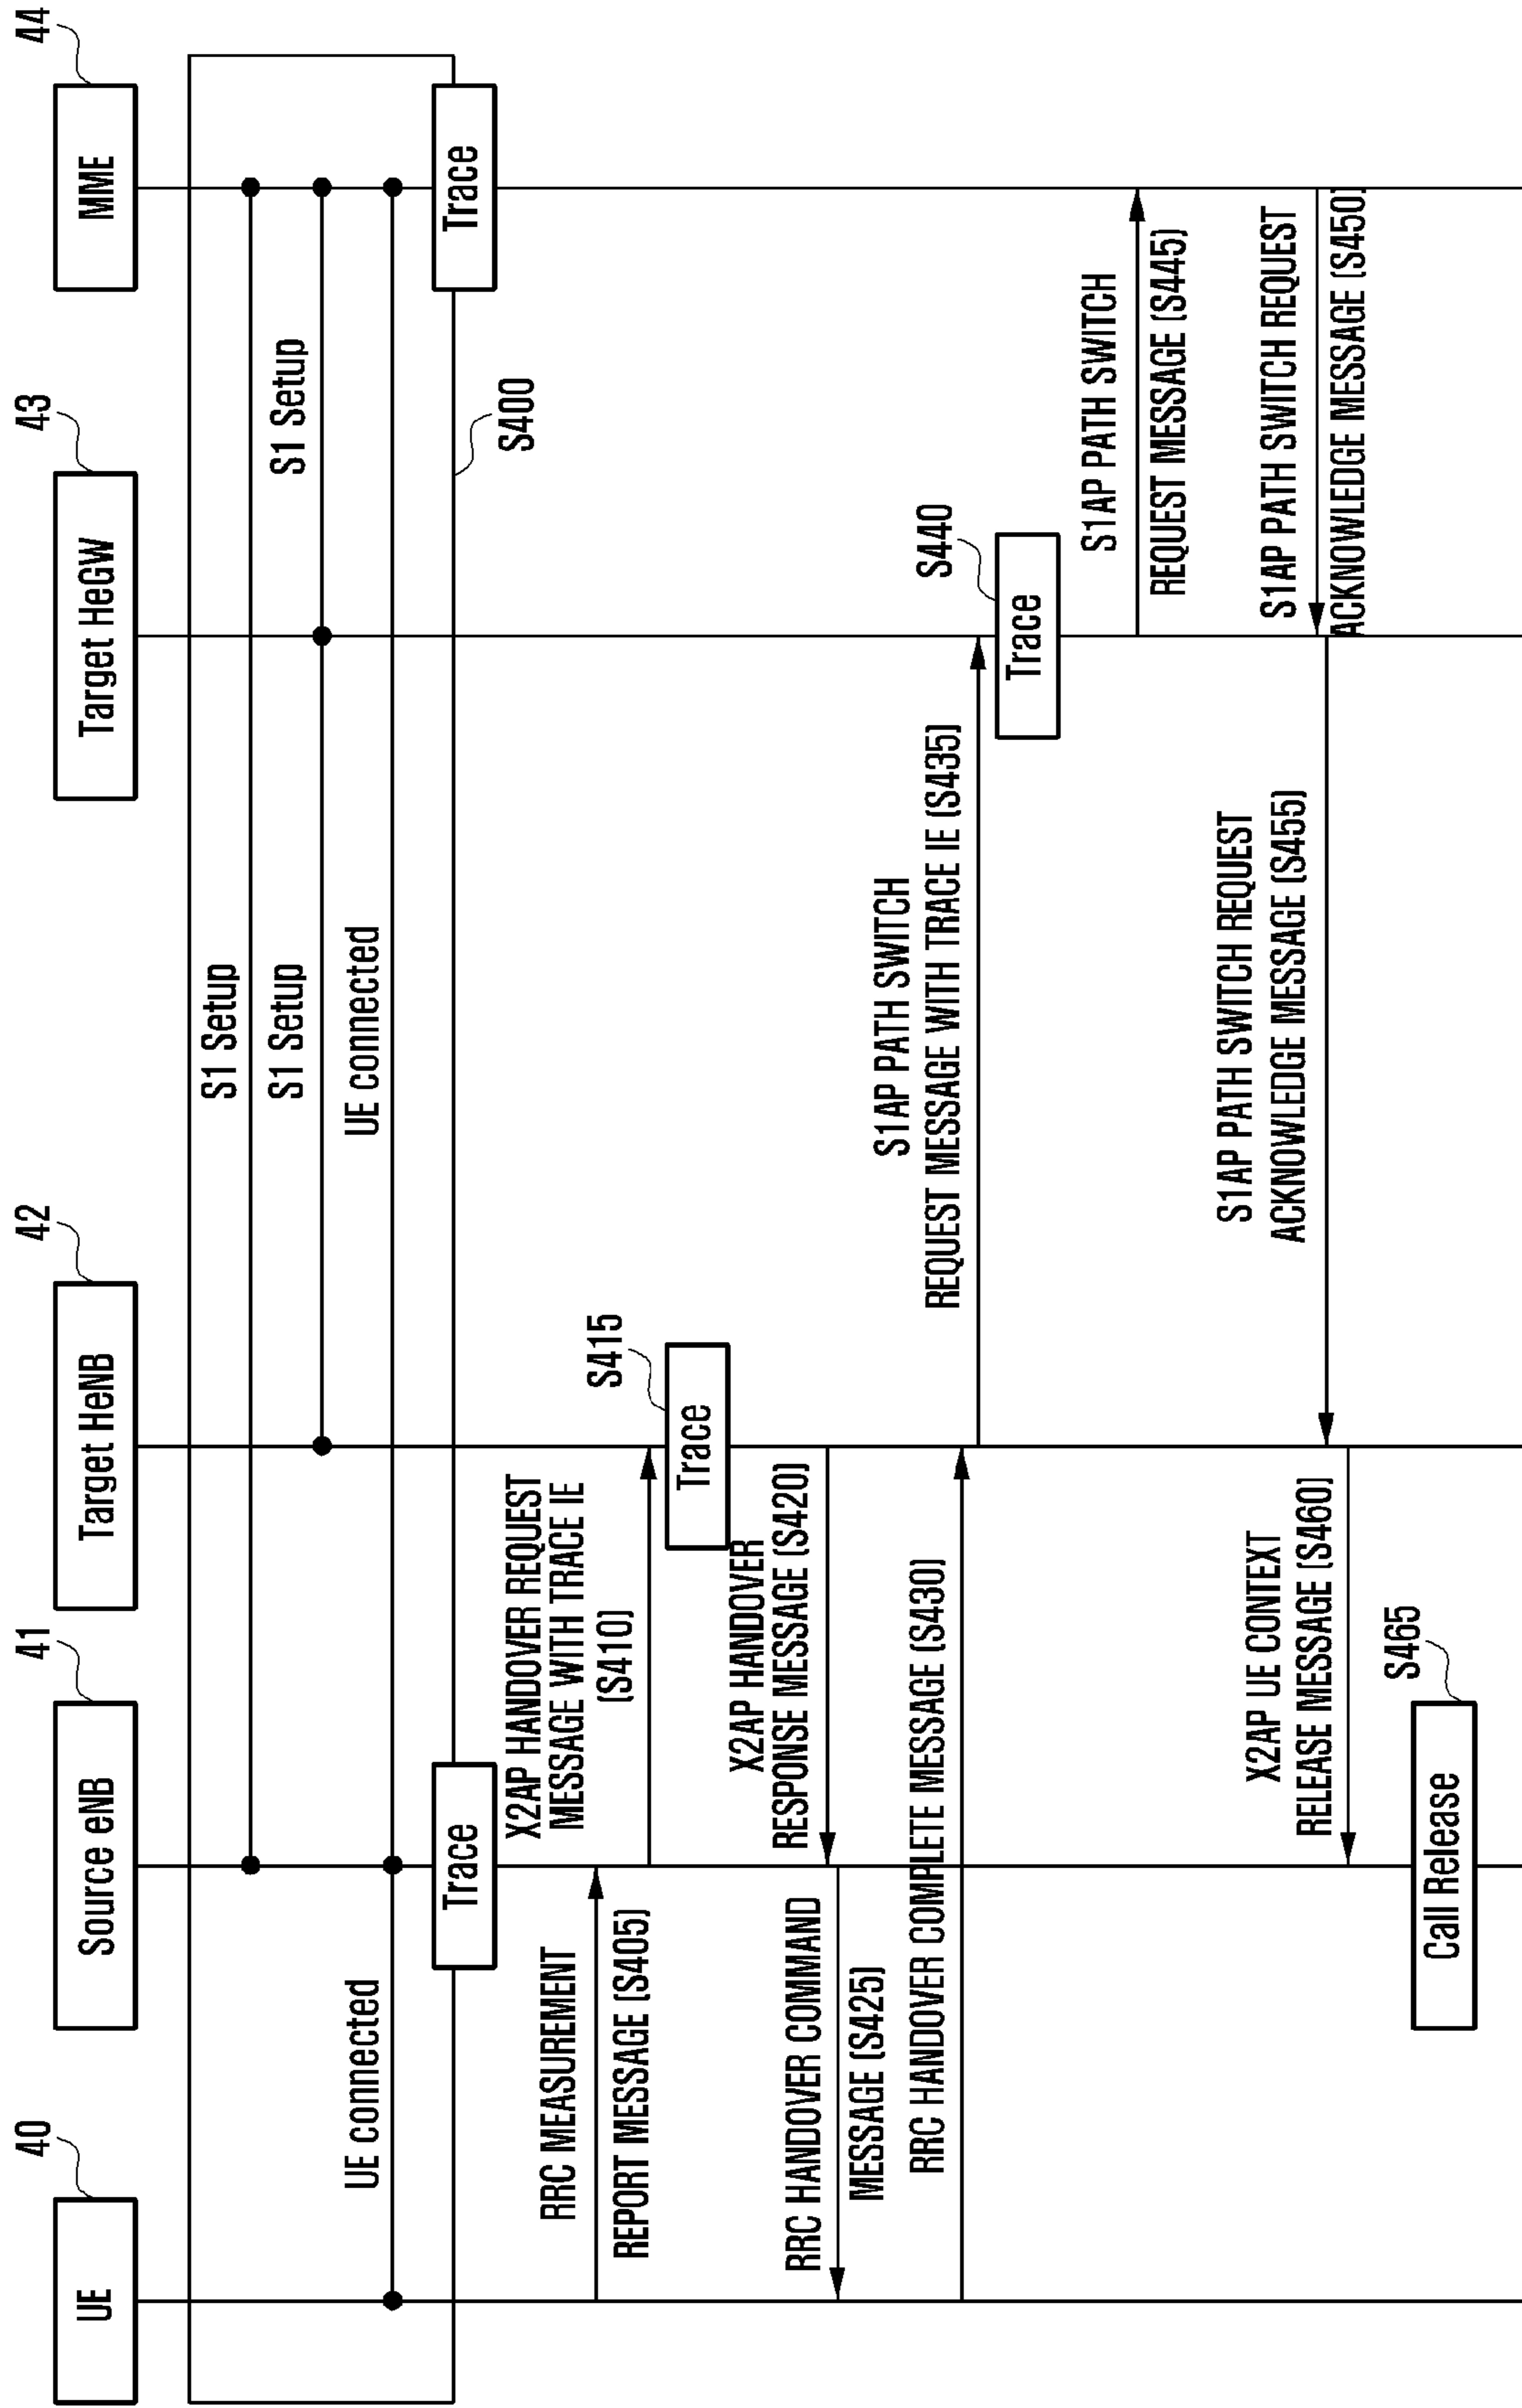 40
41
42
43
44
UE
Source eNB
Target HeNB
Target HeGW
MME
S1 Setup
S1 Setup
S1 Setup
UE connected
UE connected
Trace
Trace
S400
RRC MEASUREMENT
REPORT MESSAGE (S405)
X2AP HANDOVER REQUEST
MESSAGE WITH TRACE IE
(S410)
S415
Trace
X2AP HANDOVER
RESPONSE MESSAGE (S420)
RRC HANDOVER COMMAND
MESSAGE (S425)
RRC HANDOVER COMPLETE MESSAGE (S430)
S1AP PATH SWITCH
REQUEST MESSAGE WITH TRACE IE (S435)
S440
Trace
S1AP PATH SWITCH
REQUEST MESSAGE (S445)
S1AP PATH SWITCH REQUEST
ACKNOWLEDGE MESSAGE (S450)
S1AP PATH SWITCH REQUEST
ACKNOWLEDGE MESSAGE (S455)
X2AP UE CONTEXT
RELEASE MESSAGE (S460)
S465
Call Release